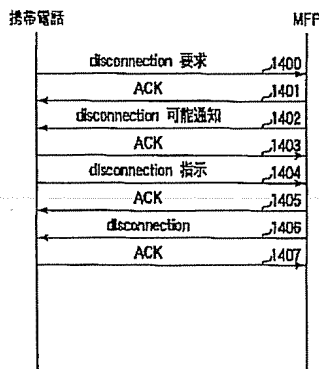 携帯電話 MFP
disconnection 要求 1400
ACK 1401
disconnection 可能通知 1402
ACK 1403
disconnection 指示 1404
ACK 1405
disconnection 1406
ACK 1407